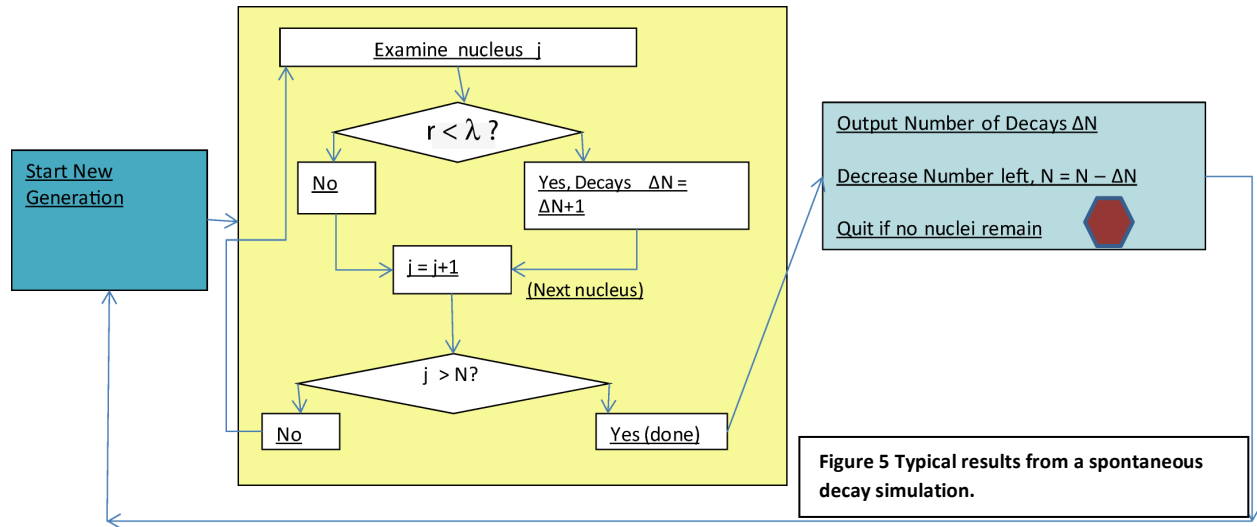 Start New
Generation
Examine nucleus j
r < λ ?
No
Yes, Decays ΔN =
ΔN+1
j = j+1
(Next nucleus)
j > N?
No
Yes (done)
Output Number of Decays ΔN
Decrease Number left, N = N – ΔN
Quit if no nuclei remain
Figure 5 Typical results from a spontaneous
decay simulation.